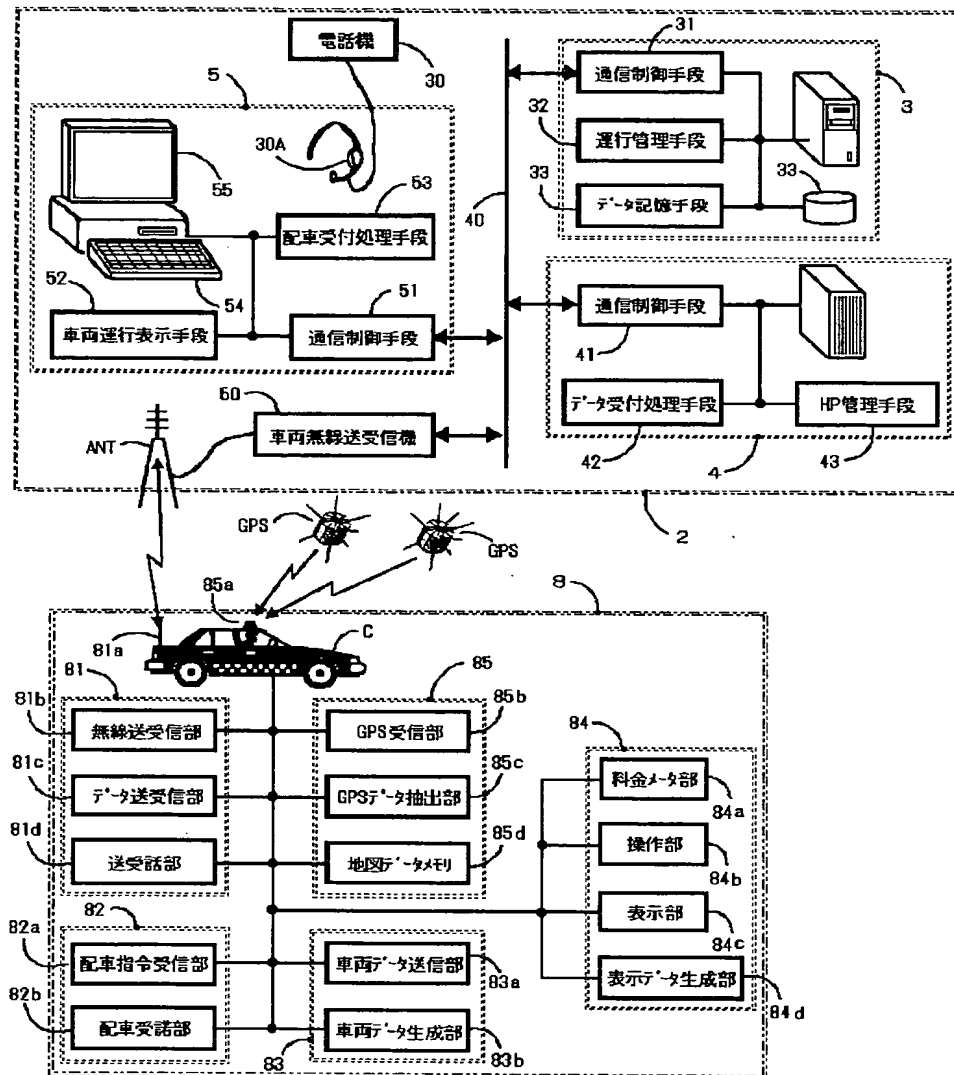 電話機
30
31
通信制御手段
3
5
32
運行管理手段
30A
33
データ記憶手段
33
55
53
配車受付処理手段
40
52
54
51
車両運行表示手段
通信制御手段
通信制御手段
41
50
データ受付処理手段
HP管理手段
ANT
車両無線送受信機
42
4
43
2
GPS
GPS
85a
8
81a
C
81
85
81b
無線送受信部
GPS受信部
85b
84
81c
データ送受信部
GPSデータ抽出部
85c
料金メータ部
84a
81d
送受話部
地図データメモリ
85d
操作部
84b
82
表示部
84c
82a
配車指令受信部
車両データ送信部
83a
表示データ生成部
84d
82b
配車受諾部
車両データ生成部
83
83b